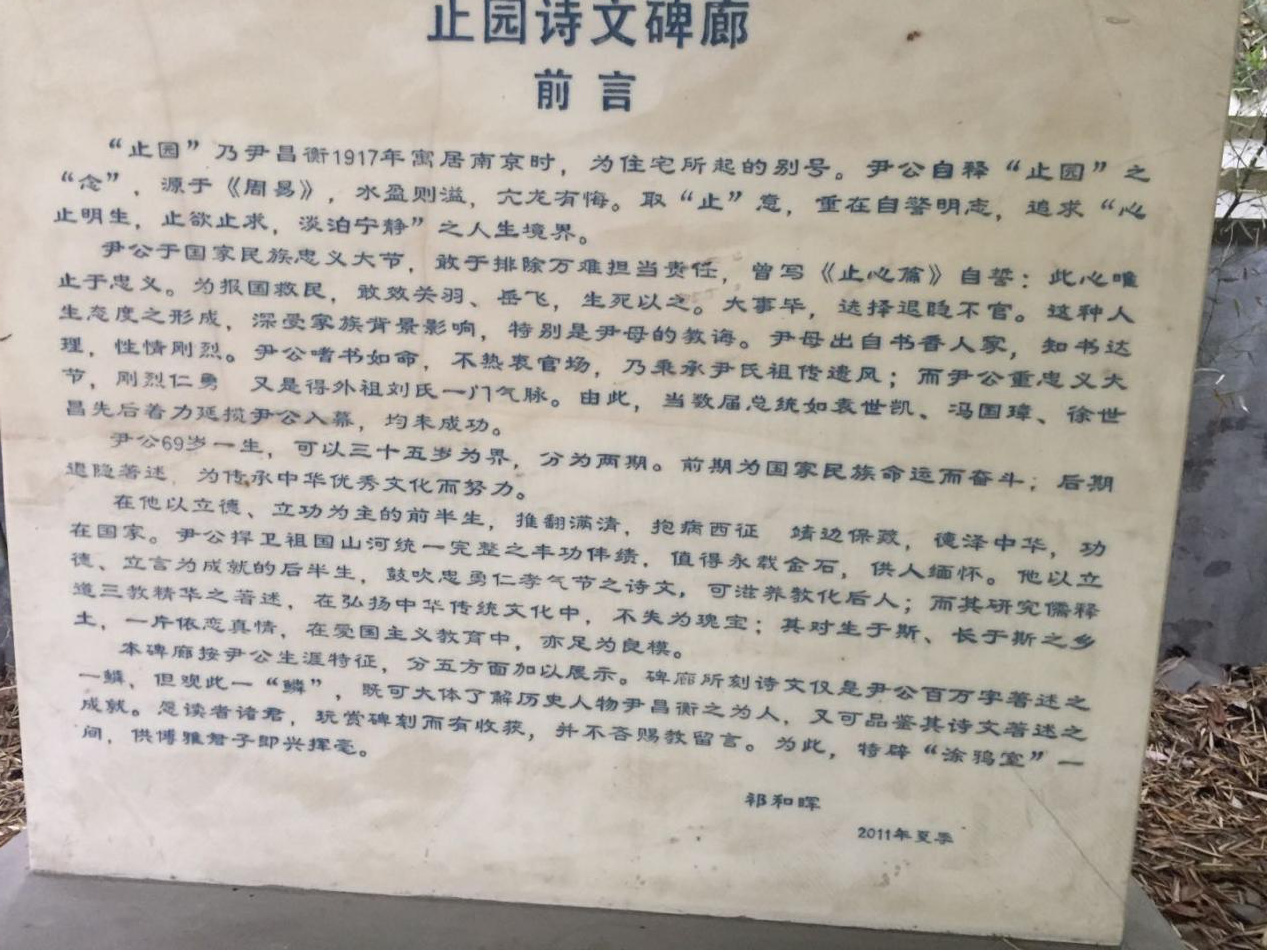 止园诗文碑廊
前言
“止园”乃尹昌衡1917年寓居南京时，为住宅所起的别号。尹公自释“止园”之
“念”，源于《周易》，水盈则溢，亢龙有悔。取“止”意，重在自警明志，追求“心
止明生，止欲止求，淡泊宁静”之人生境界。
尹公于国家民族忠义大节，敢于排除万难担当责任，曾写《止心篇》自誓：此心唯
止于忠义。为报国救民，敢效关羽、岳飞，生死以之。大事毕，选择退隐不官。这种人
生态度之形成，深受家族背景影响，特别是尹母的教诲。尹母出自书香人家，知书达
理，性情刚烈。尹公嗜书如命，不热衷官场，乃秉承尹氏祖传遗风；而尹公重忠义大
节，刚烈仁勇 又是得外祖刘氏一门气脉。由此，当数届总统如袁世凯、冯国璋、徐世
昌先后着力延揽尹公入幕，均未成功。
尹公69岁一生，可以三十五岁为界，分为两期。前期为国家民族命运而奋斗；后期
退隐著述 为传承中华优秀文化而努力。
在他以立德、立功为主的前半生，推翻满清，抱病西征 靖边保疆，德泽中华，功
在国家。尹公捍卫祖国山河统一完整之丰功伟绩，值得永载金石，供人缅怀。他以立
德、立言为成就的后半生，鼓吹忠勇仁孝气节之诗文，可滋养教化后人；而其研究儒释
道三教精华之著述，在弘扬中华传统文化中，不失为瑰宝；其对生于斯、长于斯之乡
土，一片依恋真情，在爱国主义教育中，亦足为良模。
本碑廊按尹公生涯特征，分五方面加以展示。碑廊所刻诗文仅是尹公百万字著述之
一鳞，但观此一“鳞”，既可大体了解历史人物尹昌衡之为人，又可品鉴其诗文著述之
成就。愿读者诸君，玩赏碑刻而有收获，并不吝赐教留言。为此，特辟“涂鸦室”一
间，供博雅君子即兴挥毫。
祁和晖
2011年夏季